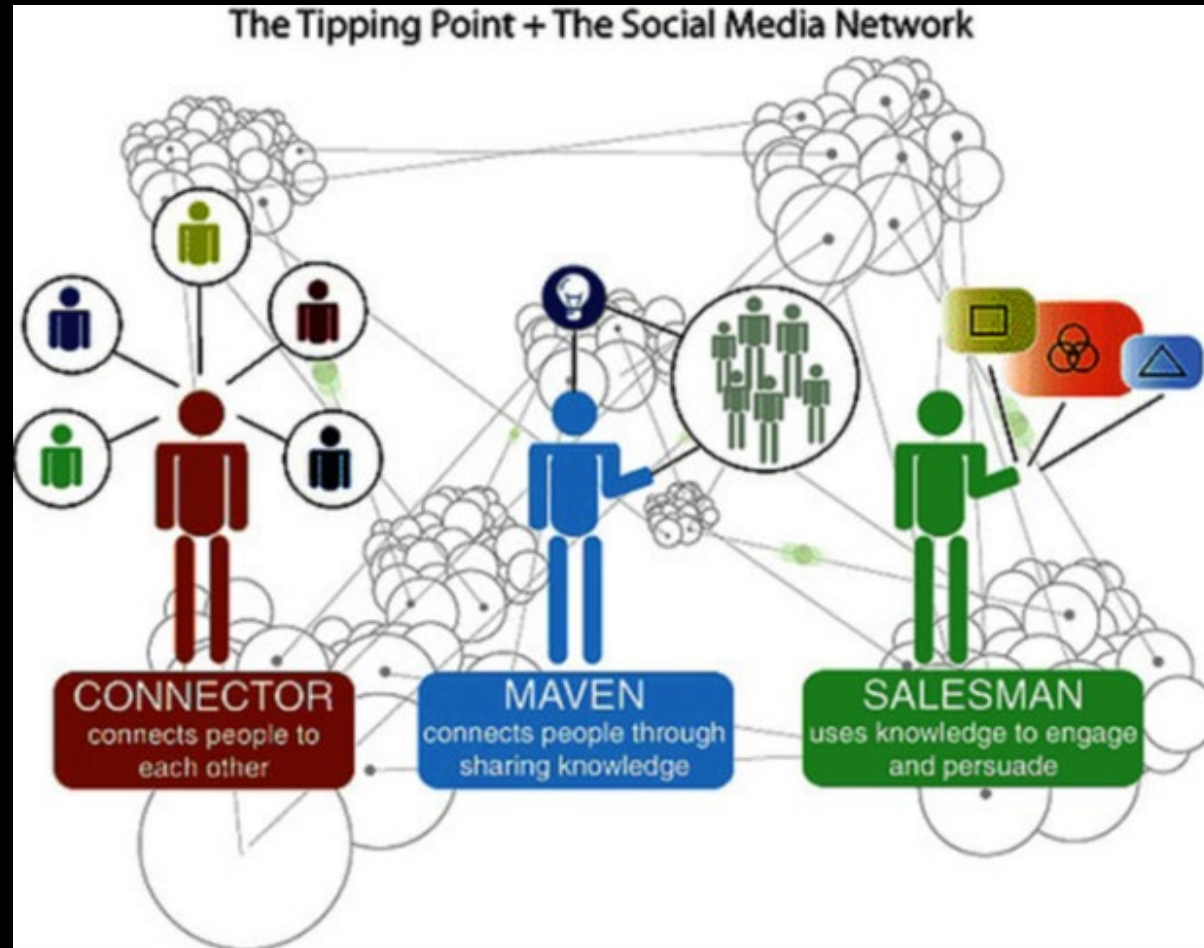 The Tipping Point + The Social Media Network
CONNECTOR
connects people to
each other
MAVEN
connects people through
sharing knowledge
SALESMAN
uses knowledge to engage
and persuade